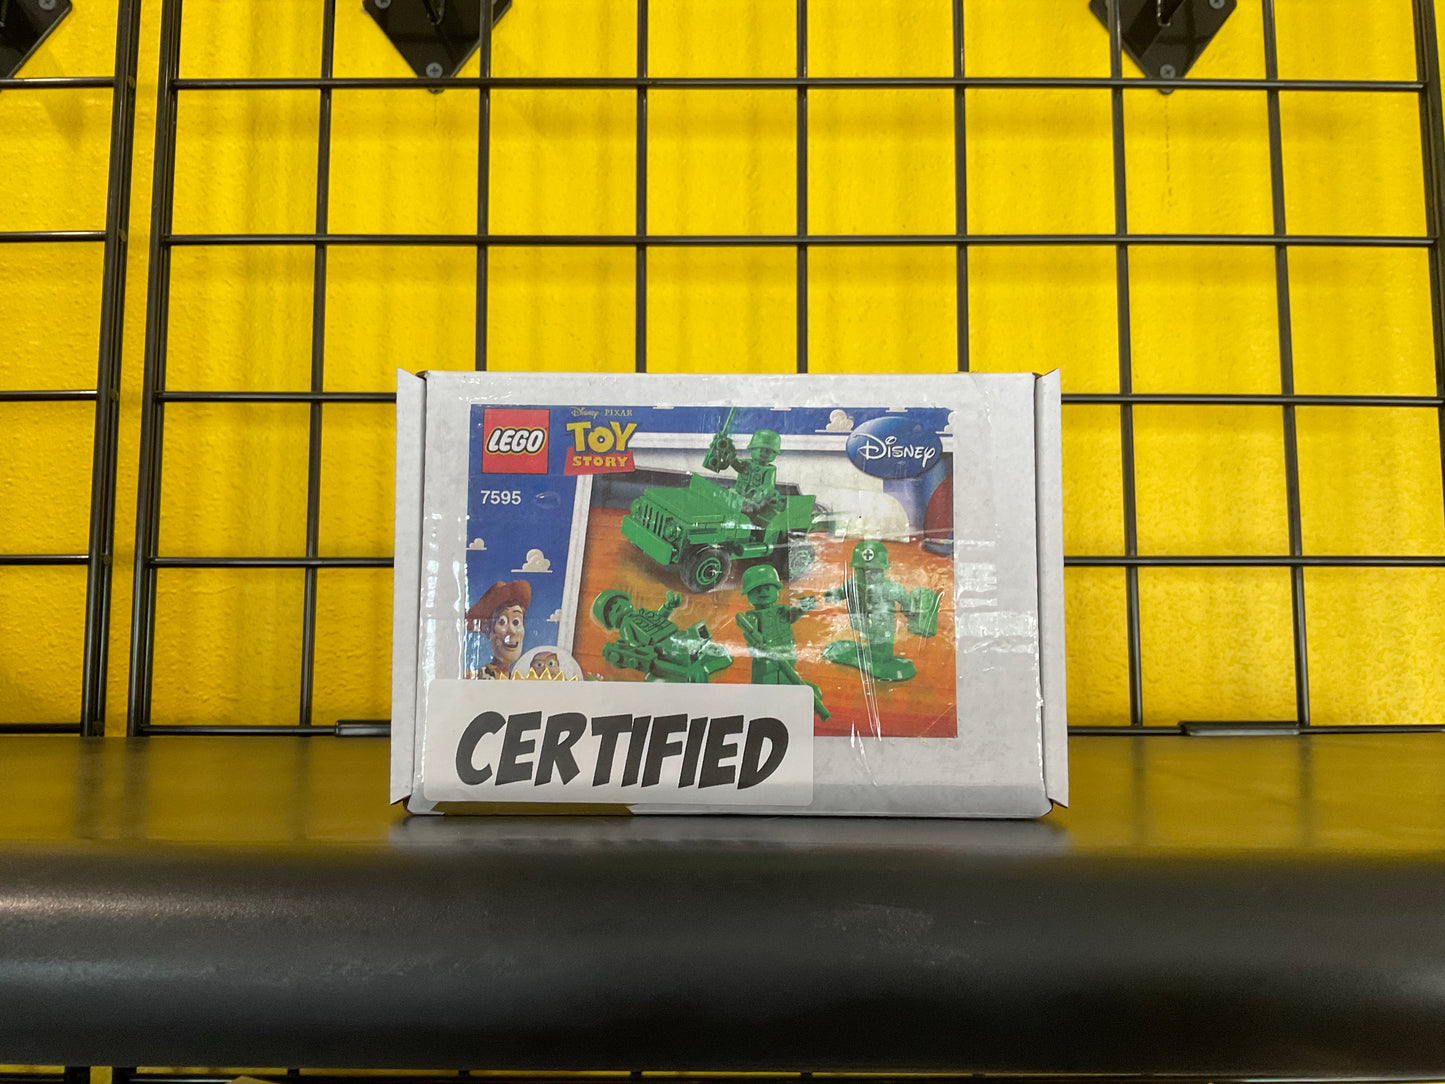 LEGO
Disney PIXAR
TOY
STORY
DISNEY
7595
CERTIFIED